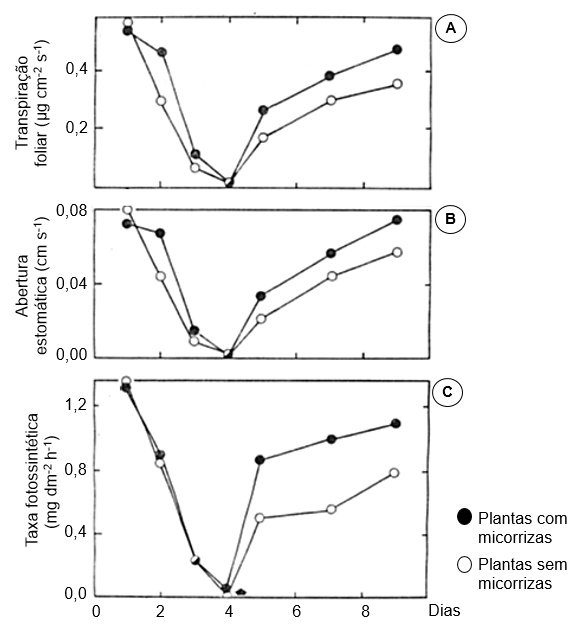 A
Transpiração
foliar (µg cm-2 s-1)
0,4
0,2
B
Abertura
estomática (cm s-1)
0,08
0,04
0,00
C
Taxa fotossintética
(mg dm-2 h-1)
1,2
0,8
0,4
0,0
0 2 4 6 8 Dias
Plantas com
micorrizas
Plantas sem
micorrizas